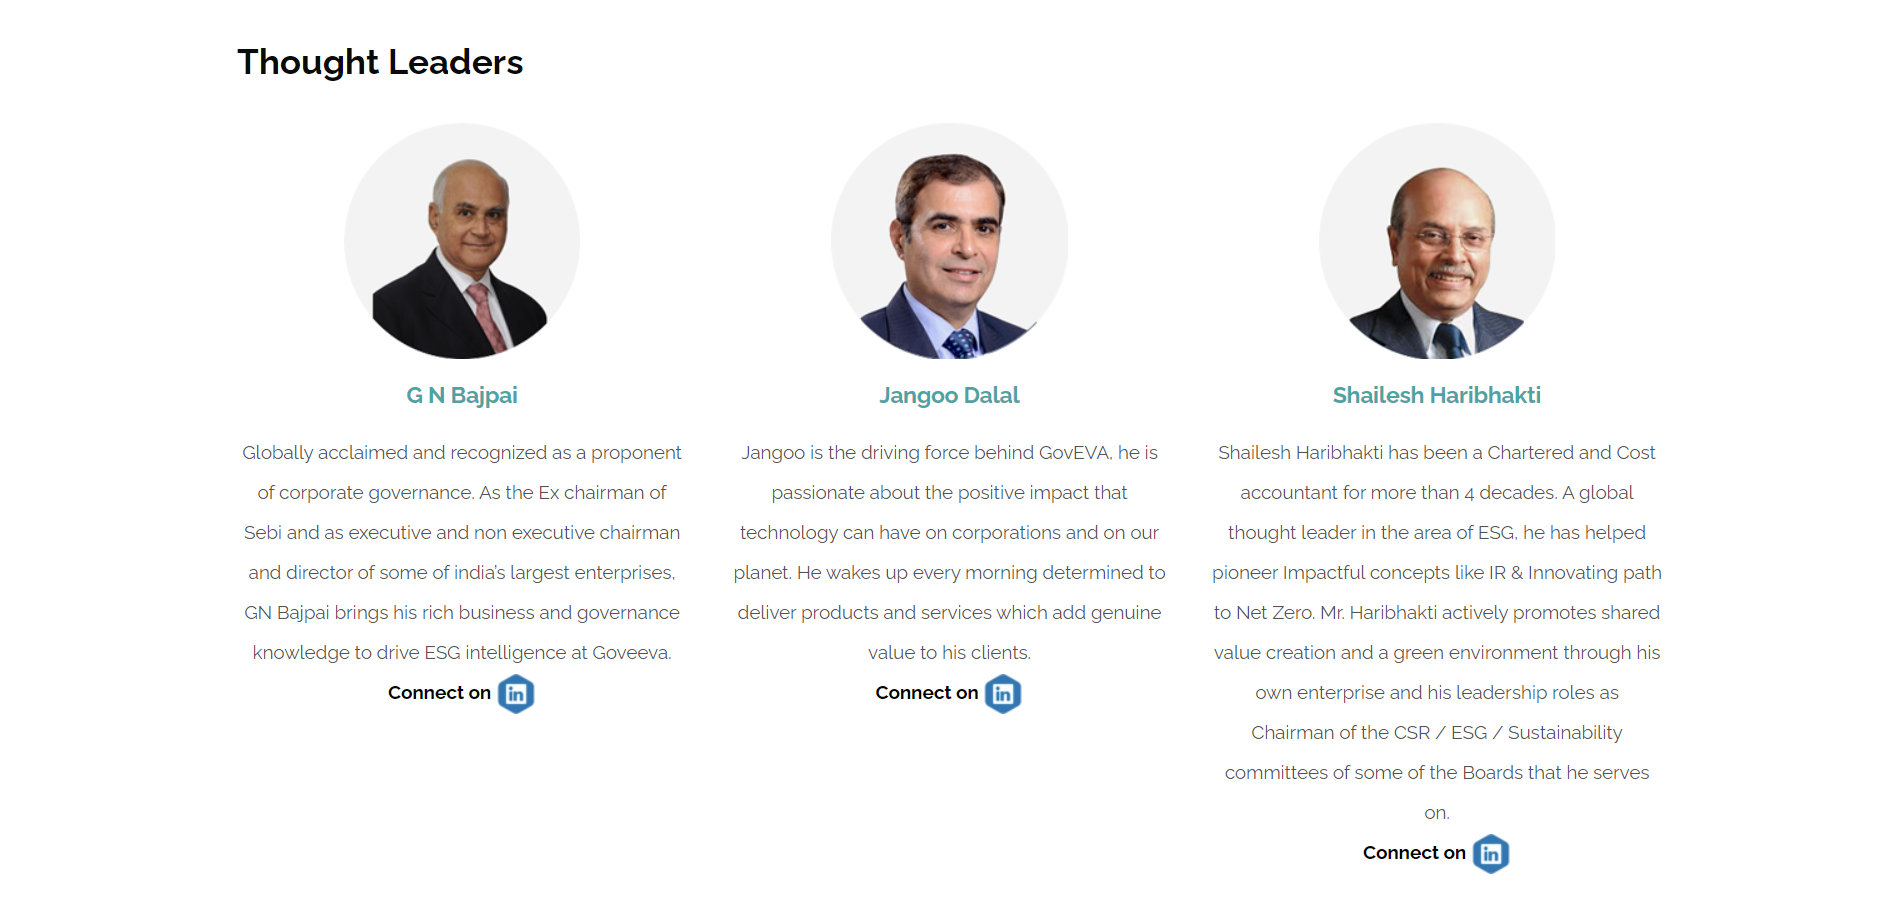 Thought Leaders
G N Bajpai
Globally acclaimed and recognized as a proponent
of corporate governance. As the Ex chairman of
Sebi and as executive and non executive chairman
and director of some of india's largest enterprises,
GN Bajpai brings his rich business and governance
knowledge to drive ESG intelligence at Goveeva.
Connect on in
Jangoo Dalal
Jangoo is the driving force behind GovEVA, he is
passionate about the positive impact that
technology can have on corporations and on our
planet. He wakes up every morning determined to
deliver products and services which add genuine
value to his clients.
Connect on in
Shailesh Haribhakti
Shailesh Haribhakti has been a Chartered and Cost
accountant for more than 4 decades. A global
thought leader in the area of ESG, he has helped
pioneer Impactful concepts like IR & Innovating path
to Net Zero. Mr. Haribhakti actively promotes shared
value creation and a green environment through his
own enterprise and his leadership roles as
Chairman of the CSR / ESG / Sustainability
committees of some of the Boards that he serves
on.
Connect on in